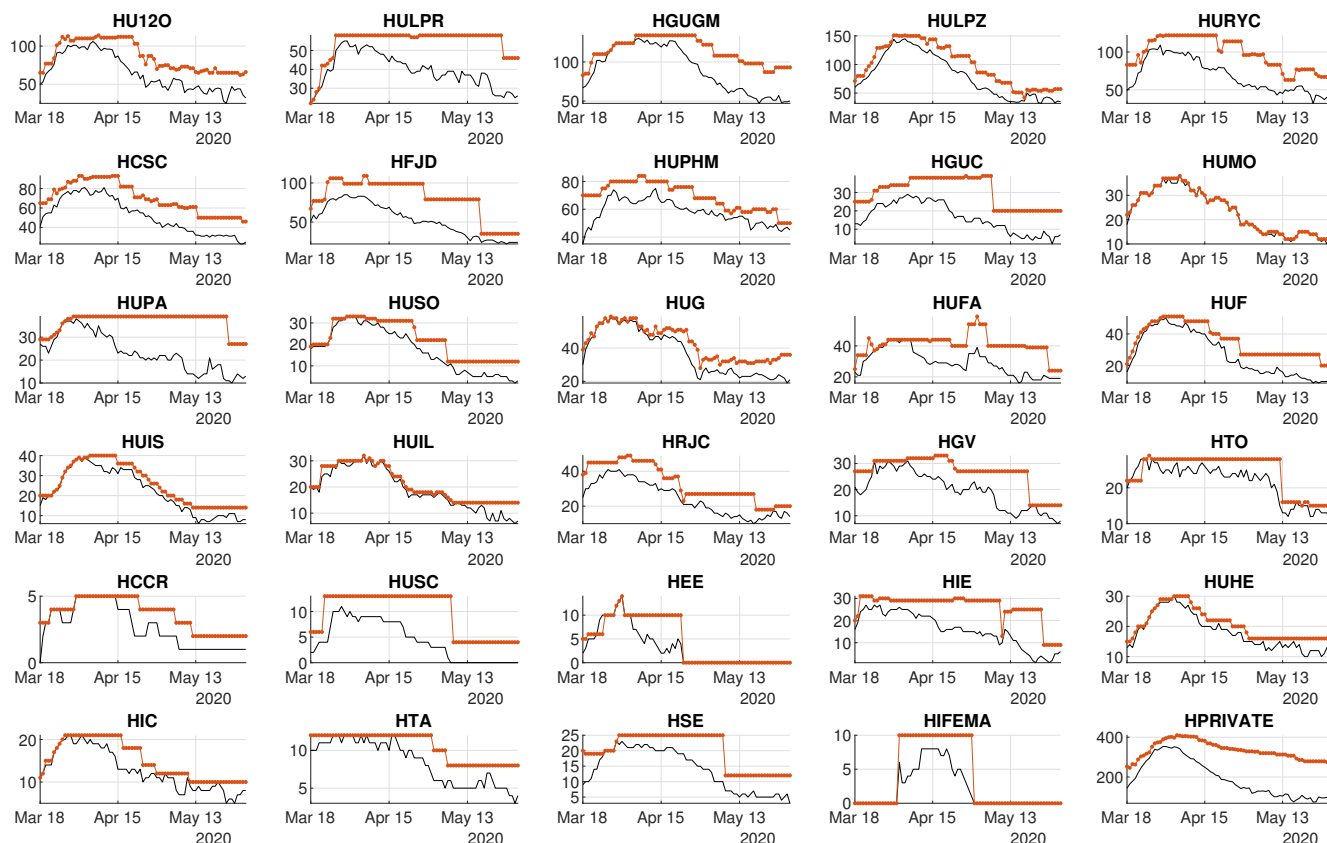 HU12O HULPR HGUGM HULPZ HURYC
100 50 Mar 18 Apr 15 May 13 2020
50 40 30 Mar 18 Apr 15 May 13 2020
100 50 Mar 18 Apr 15 May 13 2020
150 100 50 Mar 18 Apr 15 May 13 2020
100 50 Mar 18 Apr 15 May 13 2020
HCSC HFJD HUPHM HGUC HUMO
80 60 40 Mar 18 Apr 15 May 13 2020
100 50 Mar 18 Apr 15 May 13 2020
80 60 40 Mar 18 Apr 15 May 13 2020
30 20 10 Mar 18 Apr 15 May 13 2020
30 20 10 Mar 18 Apr 15 May 13 2020
HUPA HUSO HUG HUFA HUF
30 20 10 Mar 18 Apr 15 May 13 2020
30 20 10 Mar 18 Apr 15 May 13 2020
40 20 Mar 18 Apr 15 May 13 2020
40 20 Mar 18 Apr 15 May 13 2020
40 20 Mar 18 Apr 15 May 13 2020
HUIS HUIL HRJC HGV HTO
40 30 20 10 Mar 18 Apr 15 May 13 2020
30 20 10 Mar 18 Apr 15 May 13 2020
40 20 Mar 18 Apr 15 May 13 2020
30 20 10 Mar 18 Apr 15 May 13 2020
20 10 Mar 18 Apr 15 May 13 2020
HCCR HUSC HEE HIE HUHE
5 0 Mar 18 Apr 15 May 13 2020
10 5 0 Mar 18 Apr 15 May 13 2020
10 5 0 Mar 18 Apr 15 May 13 2020
30 20 10 Mar 18 Apr 15 May 13 2020
30 20 10 Mar 18 Apr 15 May 13 2020
HIC HTA HSE HIFEMA HPRIVATE
20 10 Mar 18 Apr 15 May 13 2020
10 5 Mar 18 Apr 15 May 13 2020
25 20 15 10 5 Mar 18 Apr 15 May 13 2020
10 5 0 Mar 18 Apr 15 May 13 2020
400 200 Mar 18 Apr 15 May 13 2020